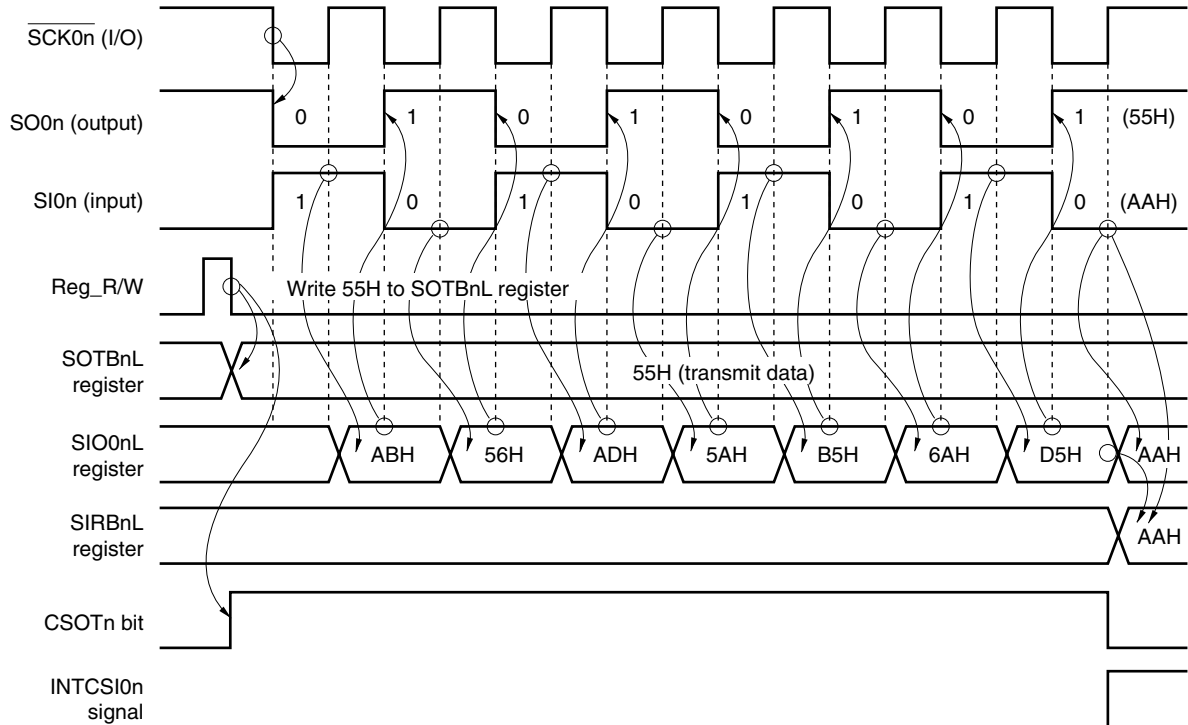 SCK0n (I/O)
SO0n (output) 0 1 0 1 0 1 0 1 (55H)
SI0n (input) 1 0 1 0 1 0 1 0 (AAH)
Reg_R/W Write 55H to SOTBnL register
SOTBnL
register
55H (transmit data)
SIO0nL
register
ABH 56H ADH 5AH B5H 6AH D5H AAH
SIRBnL
register
AAH
CSOTn bit
INTCSI0n
signal